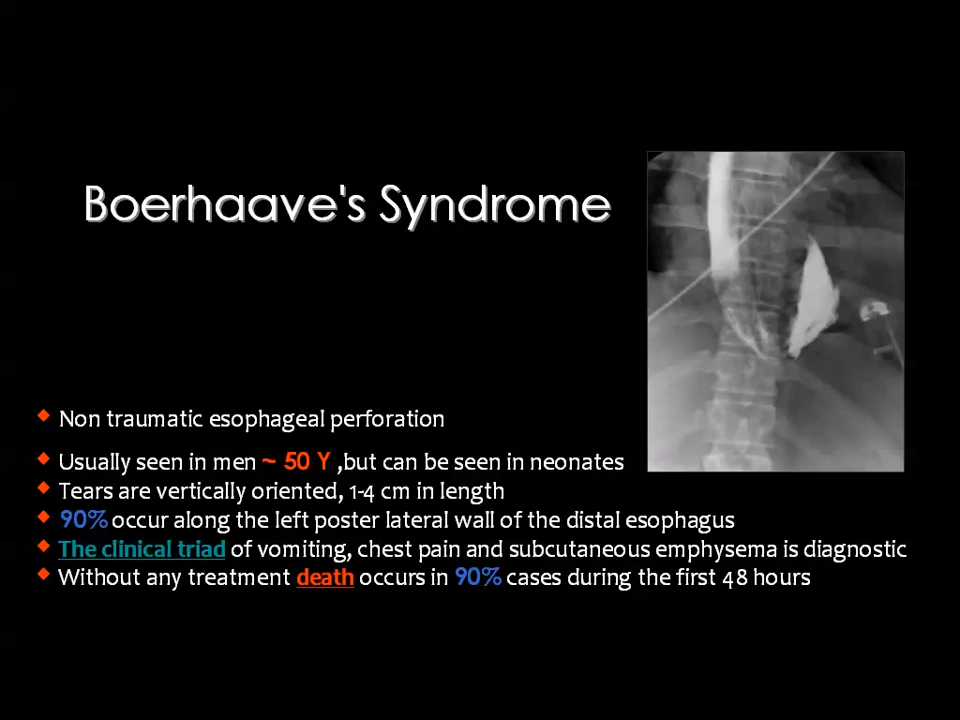 Boerhaave's Syndrome
Non traumatic esophageal perforation
Usually seen in men ~ 50 Y ,but can be seen in neonates
Tears are vertically oriented, 1-4 cm in length
90% occur along the left poster lateral wall of the distal esophagus
The clinical triad of vomiting, chest pain and subcutaneous emphysema is diagnostic
Without any treatment death occurs in 90% cases during the first 48 hours